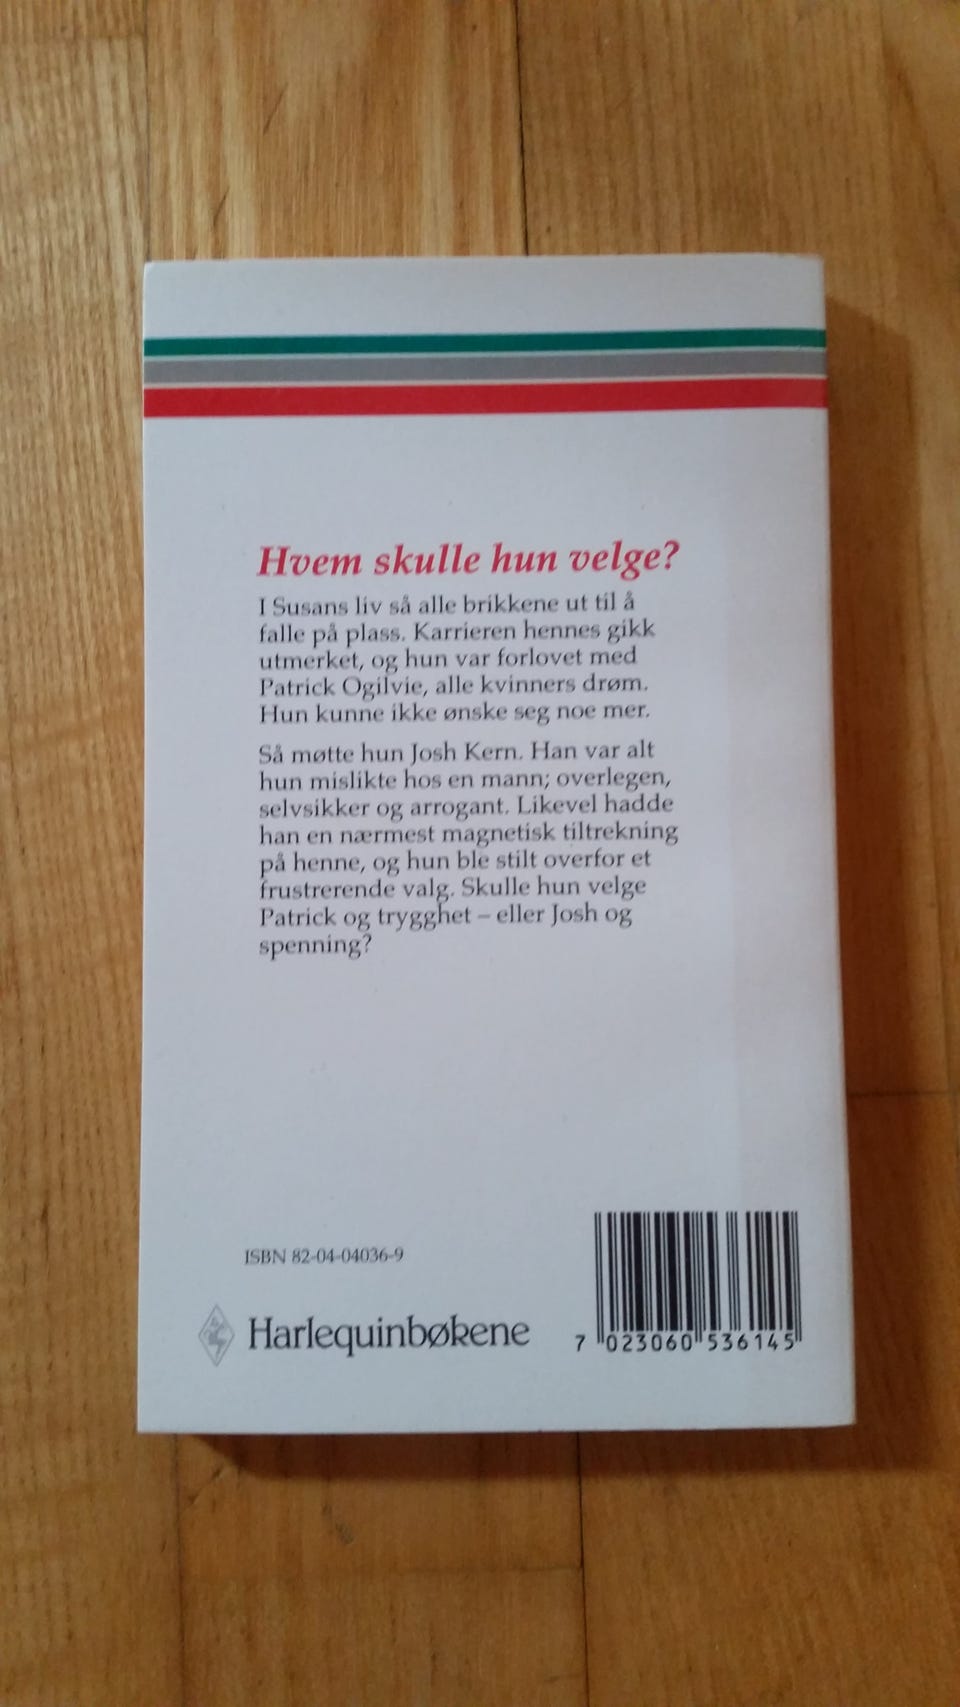 Hvem skulle hun velge?
I Susans liv så alle brikkene ut til å
falle på plass. Karrieren hennes gikk
utmerket, og hun var forlovet med
Patrick Ogilvie, alle kvinners drøm.
Hun kunne ikke ønske seg noe mer.
Så møtte hun Josh Kern. Han var alt
hun mislikte hos en mann; overlegen,
selvsikker og arrogant. Likevel hadde
han en nærmest magnetisk tiltrekning
på henne, og hun ble stilt overfor et
frustrerende valg. Skulle hun velge
Patrick og trygghet – eller Josh og
spenning?
ISBN 82-04-04036-9
Harlequinbøkene
7 023060 536145